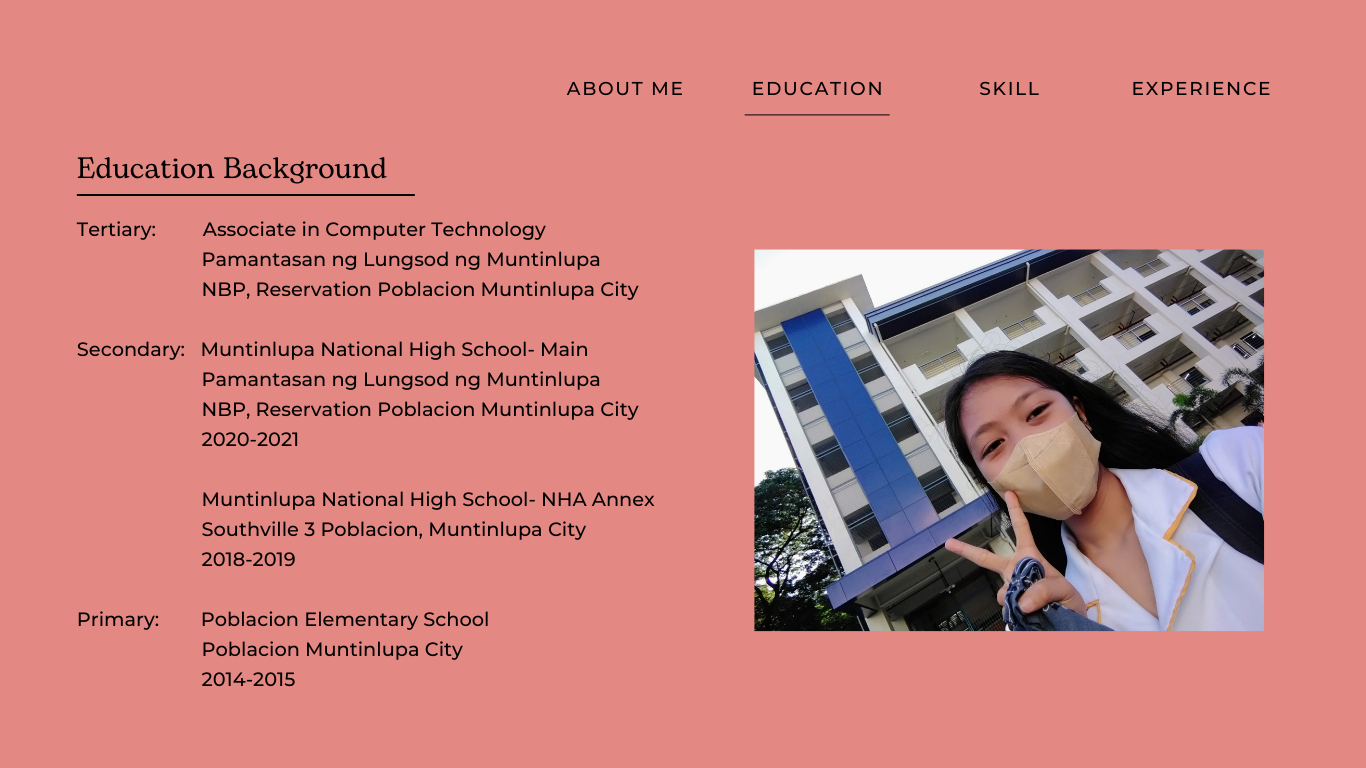 ABOUT ME EDUCATION SKILL EXPERIENCE
Education Background
Tertiary: Associate in Computer Technology
Pamantasan ng Lungsod ng Muntinlupa
NBP, Reservation Poblacion Muntinlupa City
Secondary: Muntinlupa National High School- Main
Pamantasan ng Lungsod ng Muntinlupa
NBP, Reservation Poblacion Muntinlupa City
2020-2021
Muntinlupa National High School- NHA Annex
Southville 3 Poblacion, Muntinlupa City
2018-2019
Primary: Poblacion Elementary School
Poblacion Muntinlupa City
2014-2015